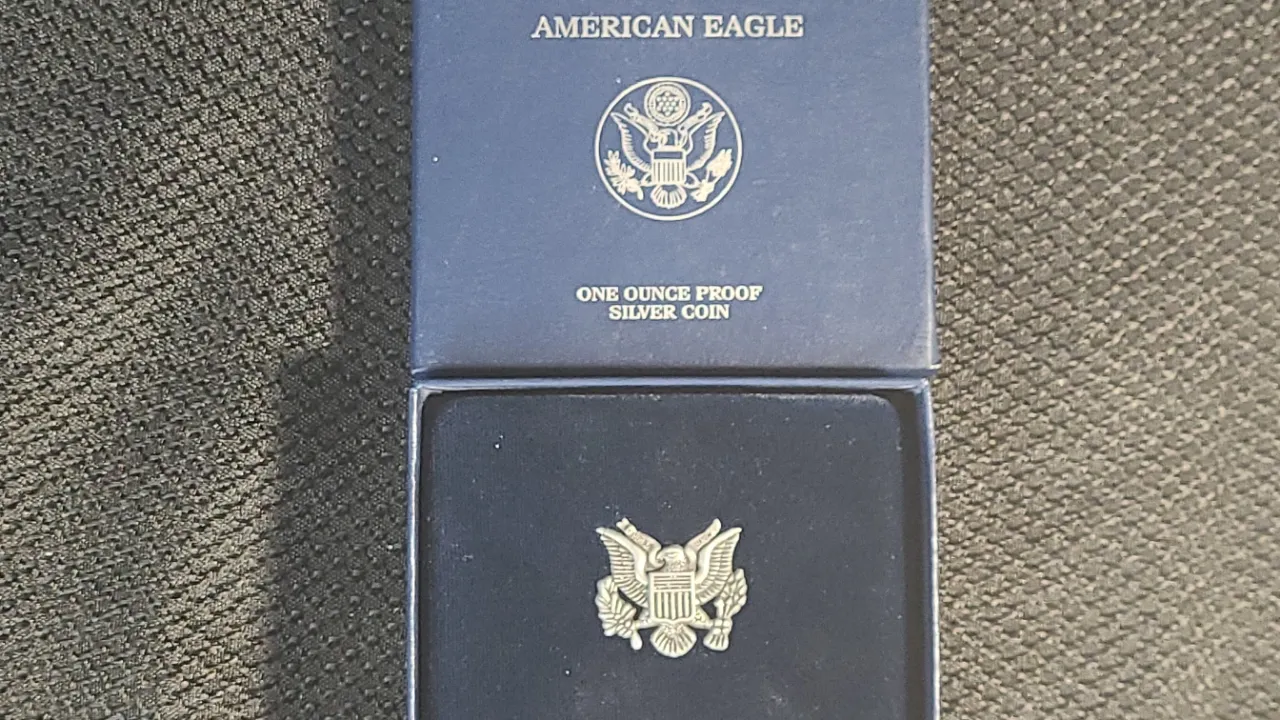 AMERICAN EAGLE
ONE OUNCE PROOF
SILVER COIN